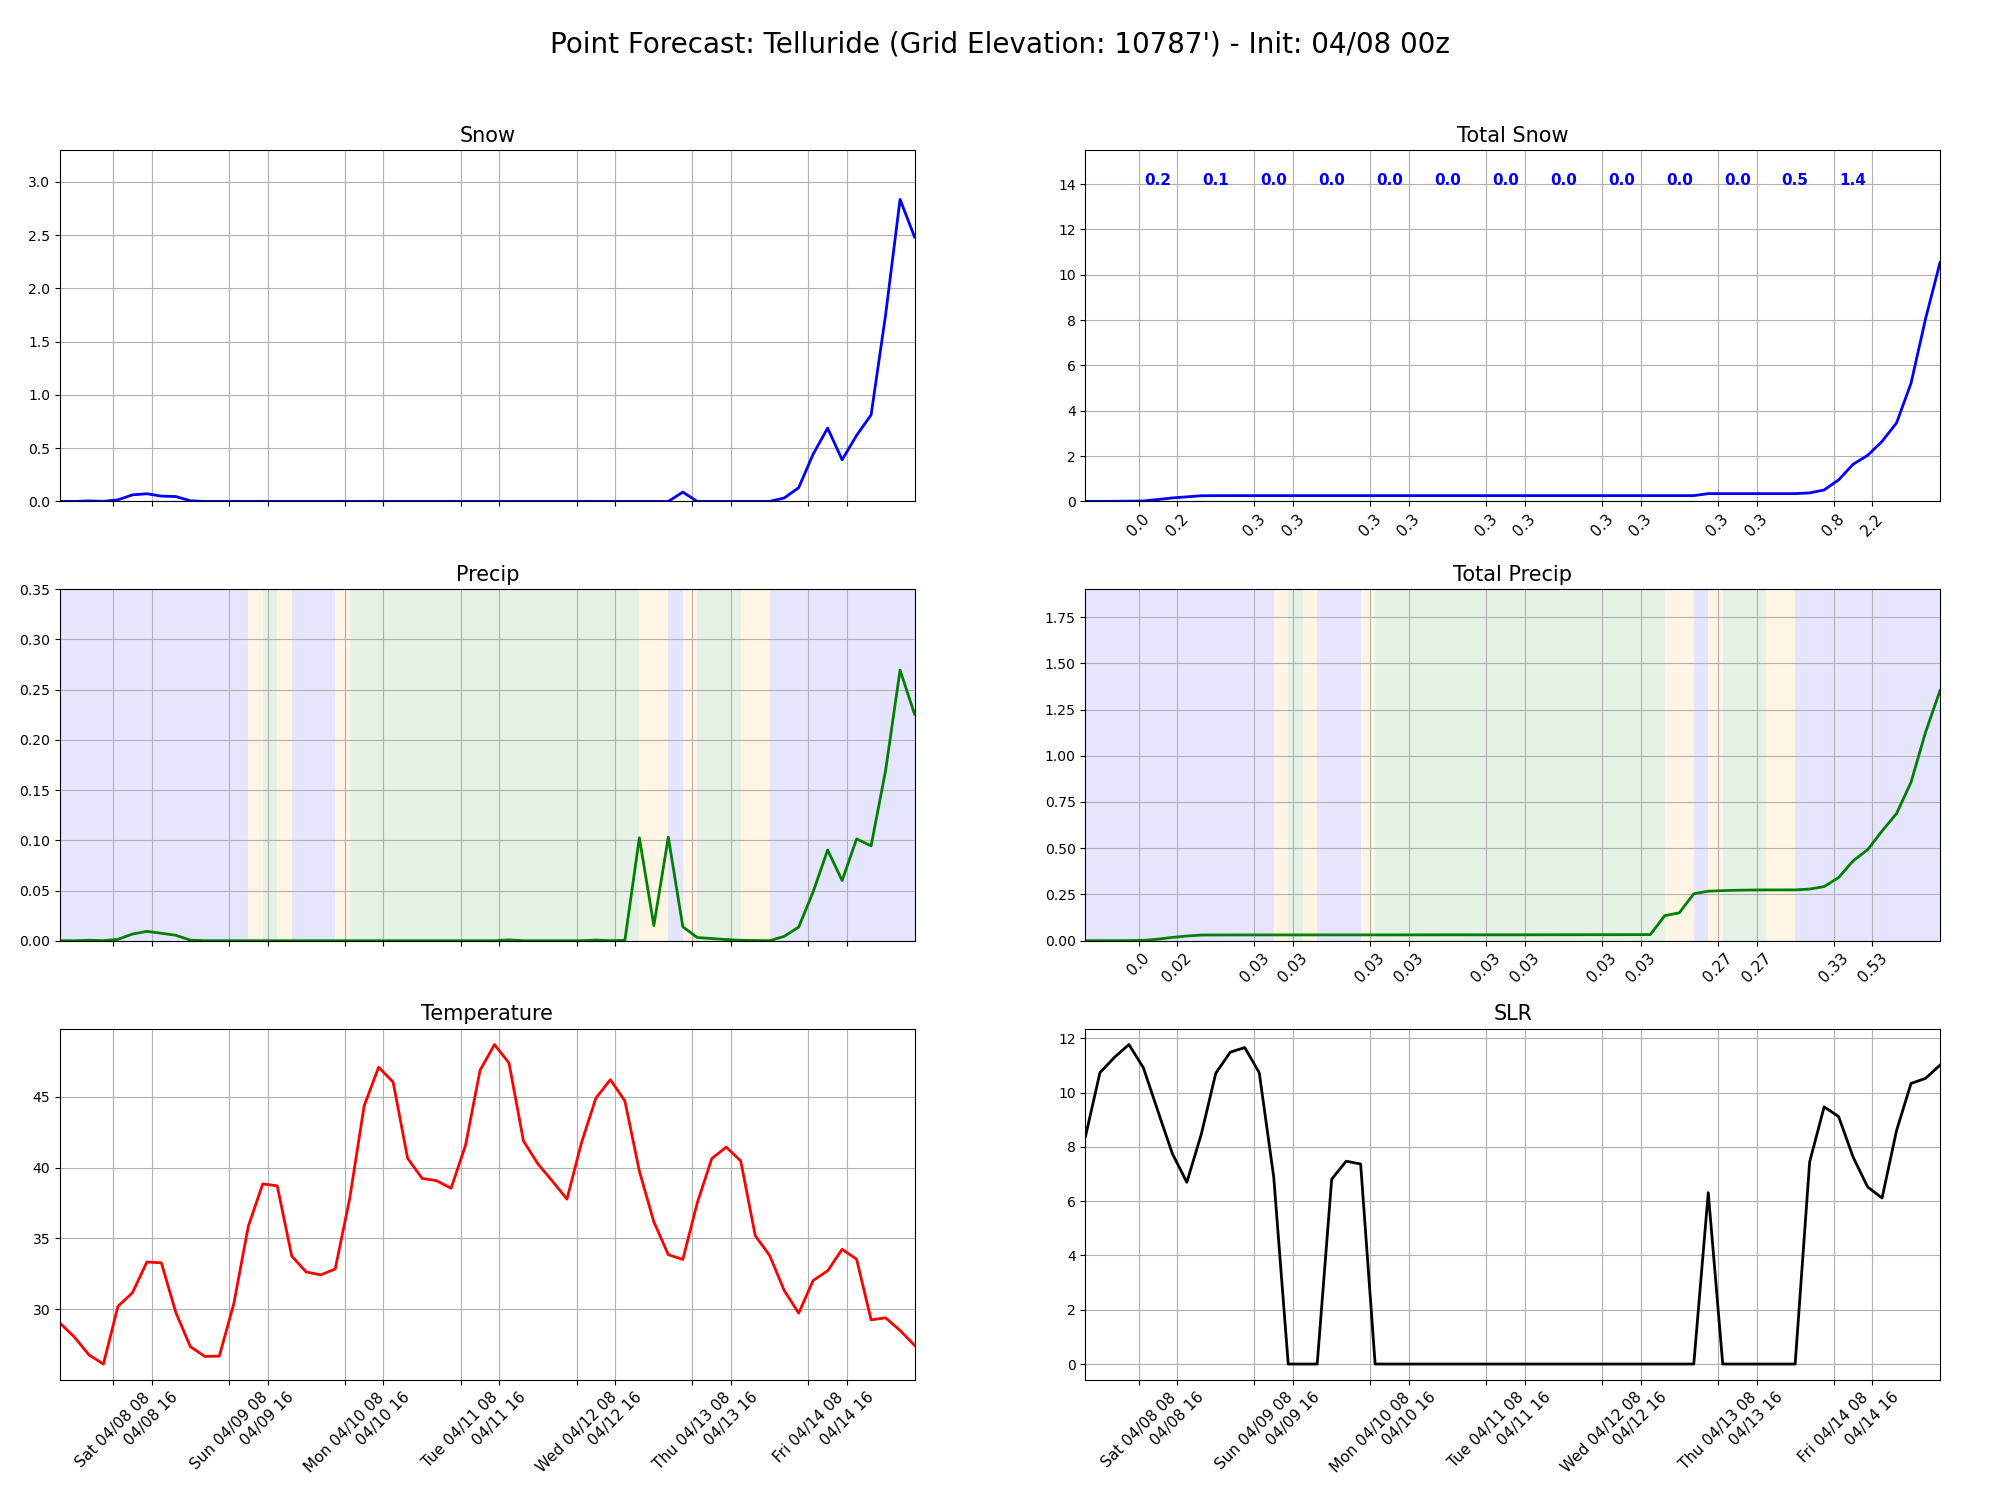 Point Forecast: Telluride (Grid Elevation: 10787') - Init: 04/08 00z
Snow
3.0
2.5
2.0
1.5
1.0
0.5
0.0
Total Snow
0.2 0.1 0.0 0.0 0.0 0.0 0.0 0.0 0.0 0.0 0.0 0.5 1.4
14
12
10
8
6
4
2
0
0.0 0.2 0.3 0.3 0.3 0.3 0.3 0.3 0.3 0.3 0.3 0.3 0.8 2.2
Precip
0.35
0.30
0.25
0.20
0.15
0.10
0.05
0.00
Total Precip
1.75
1.50
1.25
1.00
0.75
0.50
0.25
0.00
0.0 0.02 0.03 0.03 0.03 0.03 0.03 0.03 0.03 0.03 0.27 0.27 0.33 0.53
Temperature
45
40
35
30
Sat 04/08 08
04/08 16
Sun 04/09 08
04/09 16
Mon 04/10 08
04/10 16
Tue 04/11 08
04/11 16
Wed 04/12 08
04/12 16
Thu 04/13 08
04/13 16
Fri 04/14 08
04/14 16
SLR
12
10
8
6
4
2
0
Sat 04/08 08
04/08 16
Sun 04/09 08
04/09 16
Mon 04/10 08
04/10 16
Tue 04/11 08
04/11 16
Wed 04/12 08
04/12 16
Thu 04/13 08
04/13 16
Fri 04/14 08
04/14 16